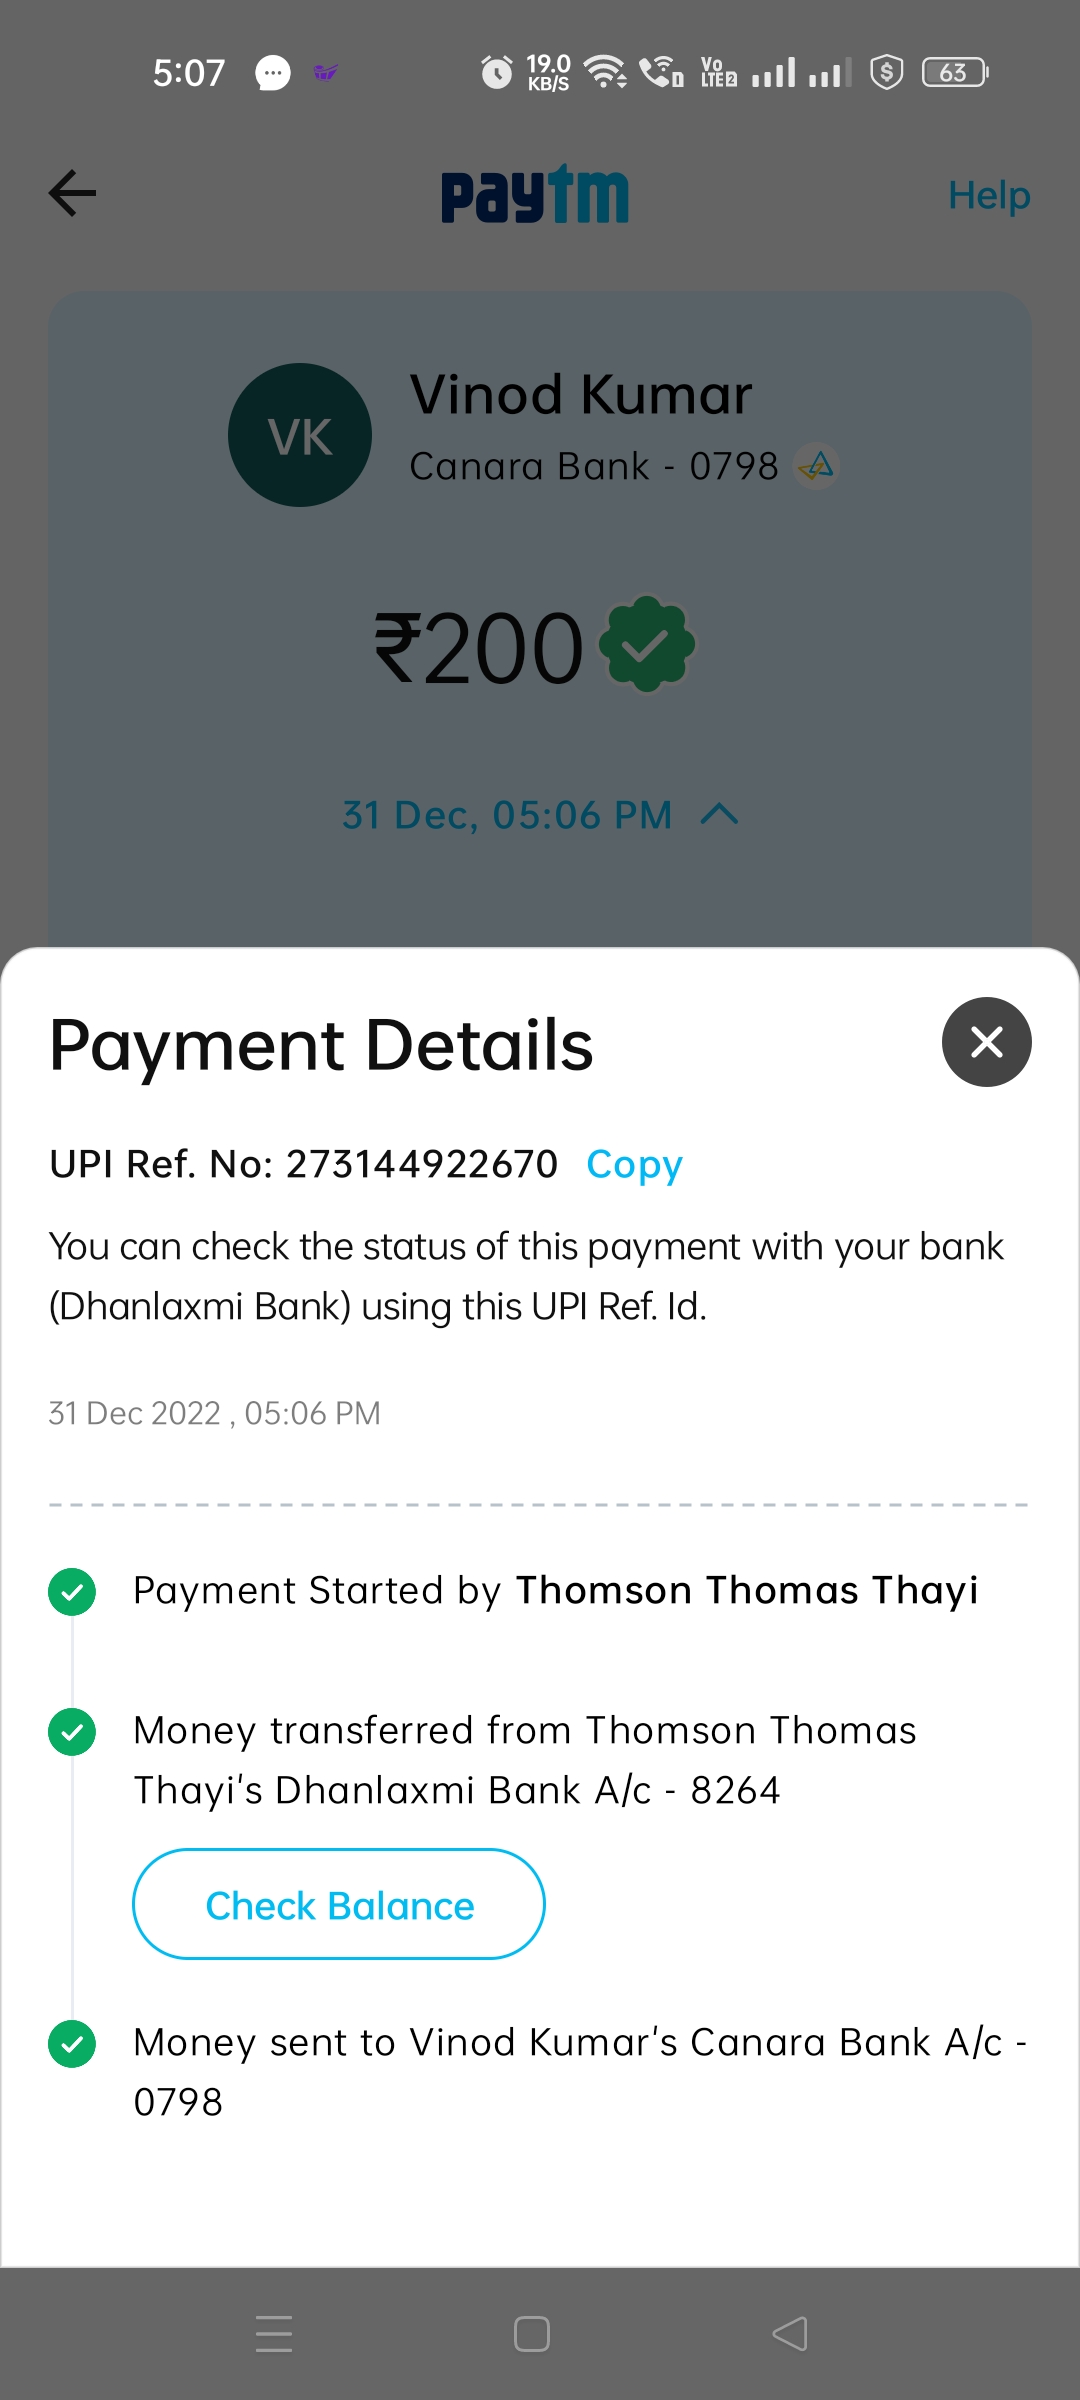 5:07 19.0 KB/S Vo LTE2 63
paytm Help
VK Vinod Kumar
Canara Bank - 0798
₹200
31 Dec, 05:06 PM
Payment Details
UPI Ref. No: 273144922670 Copy
You can check the status of this payment with your bank
(Dhanlaxmi Bank) using this UPI Ref. Id.
31 Dec 2022 , 05:06 PM
Payment Started by Thomson Thomas Thayi
Money transferred from Thomson Thomas
Thayi's Dhanlaxmi Bank A/c - 8264
Check Balance
Money sent to Vinod Kumar's Canara Bank A/c -
0798